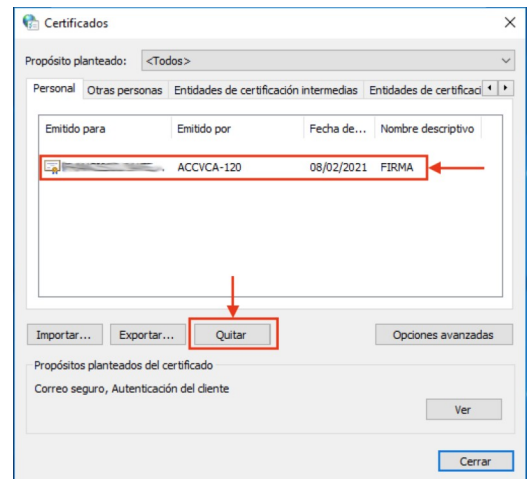 Certificados
Propósito planteado: <Todos>
Personal Otras personas Entidades de certificación intermedias Entidades de certificaci
Emitido para Emitido por Fecha de... Nombre descriptivo
ACCVCA-120 08/02/2021 FIRMA
Importar... Exportar... Quitar Opciones avanzadas
Propósitos planteados del certificado
Correo seguro, Autenticación del cliente
Ver
Cerrar